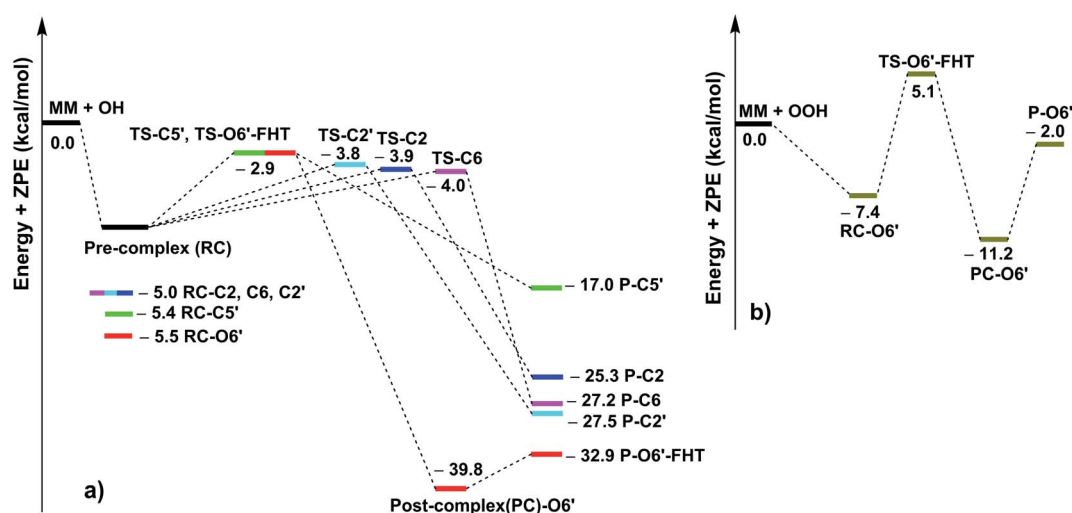 Energy + ZPE (kcal/mol)
MM + OH
0.0
TS-C5', TS-O6'-FHT
– 2.9
TS-C2'
– 3.8
TS-C2
– 3.9
TS-C6
– 4.0
Pre-complex (RC)
– 5.0 RC-C2, C6, C2'
– 5.4 RC-C5'
– 5.5 RC-O6'
– 17.0 P-C5'
– 25.3 P-C2
– 27.2 P-C6
– 27.5 P-C2'
– 32.9 P-O6'-FHT
– 39.8
Post-complex(PC)-O6'
a)
Energy + ZPE (kcal/mol)
MM + OOH
0.0
TS-O6'-FHT
5.1
P-O6'
– 2.0
– 7.4
RC-O6'
– 11.2
PC-O6'
b)